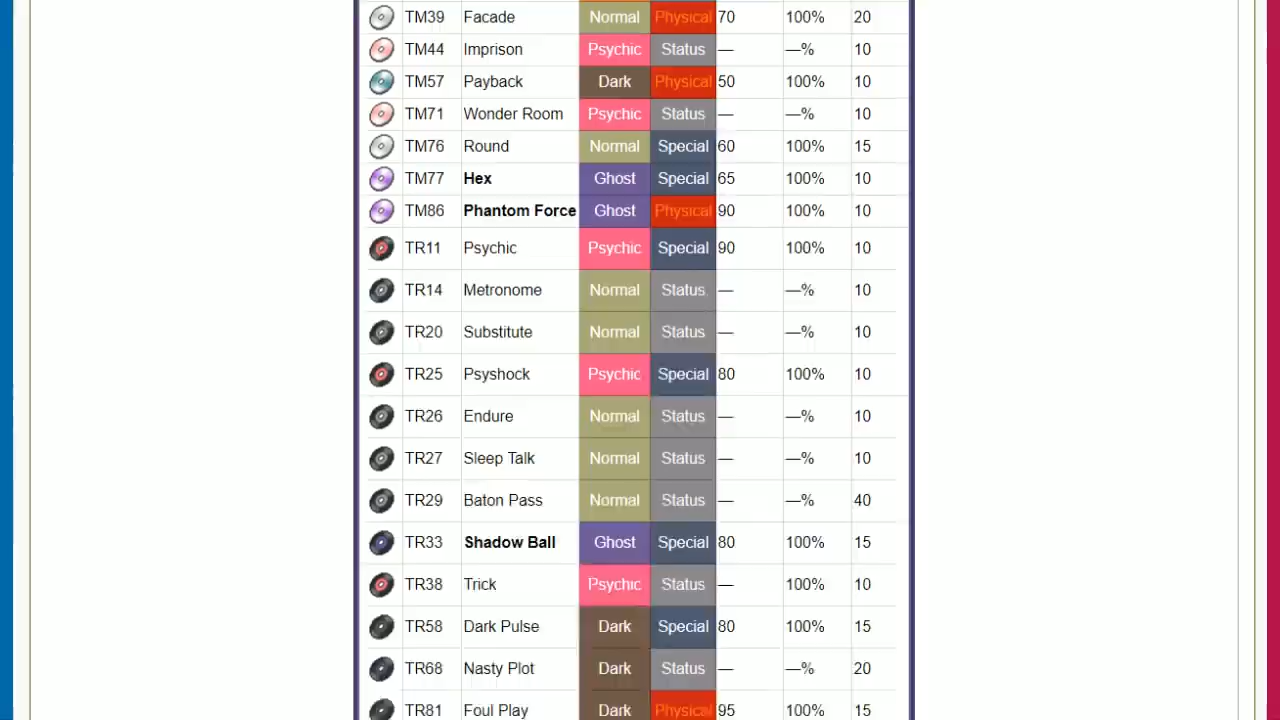 TM39 Facade Normal Physical 70 100% 20
TM44 Imprison Psychic Status — —% 10
TM57 Payback Dark Physical 50 100% 10
TM71 Wonder Room Psychic Status — —% 10
TM76 Round Normal Special 60 100% 15
TM77 Hex Ghost Special 65 100% 10
TM86 Phantom Force Ghost Physical 90 100% 10
TR11 Psychic Psychic Special 90 100% 10
TR14 Metronome Normal Status — —% 10
TR20 Substitute Normal Status — —% 10
TR25 Psyshock Psychic Special 80 100% 10
TR26 Endure Normal Status — —% 10
TR27 Sleep Talk Normal Status — —% 10
TR29 Baton Pass Normal Status — —% 40
TR33 Shadow Ball Ghost Special 80 100% 15
TR38 Trick Psychic Status — 100% 10
TR58 Dark Pulse Dark Special 80 100% 15
TR68 Nasty Plot Dark Status — —% 20
TR81 Foul Play Dark Physical 95 100% 15